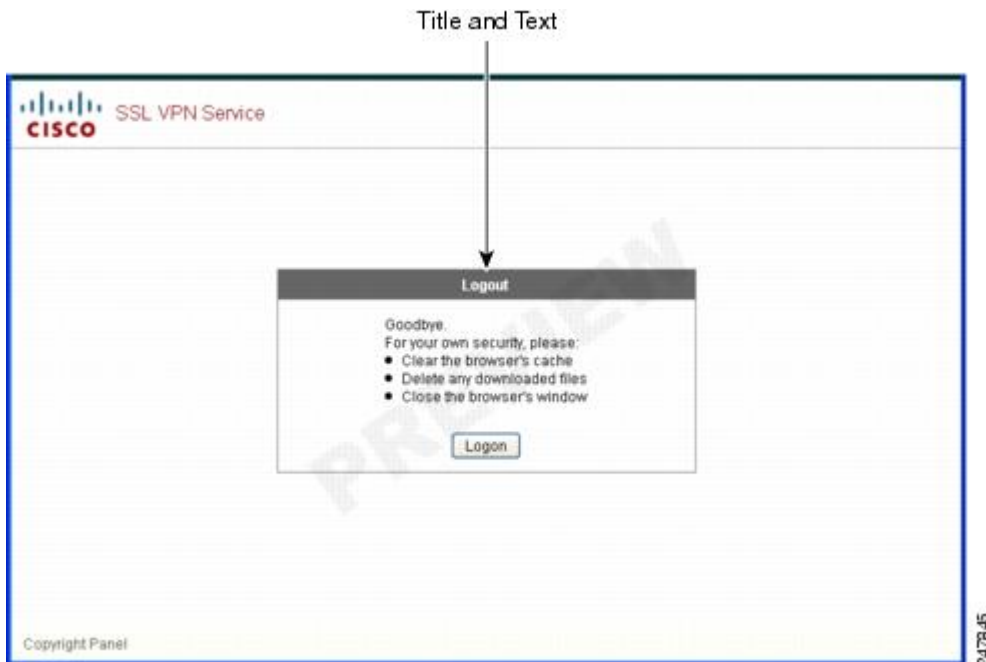 Title and Text
CISCO SSL VPN Service
Logout
Goodbye.
For your own security, please:
• Clear the browser's cache
• Delete any downloaded files
• Close the browser's window
Logon
PREVIEW
Copyright Panel
247845